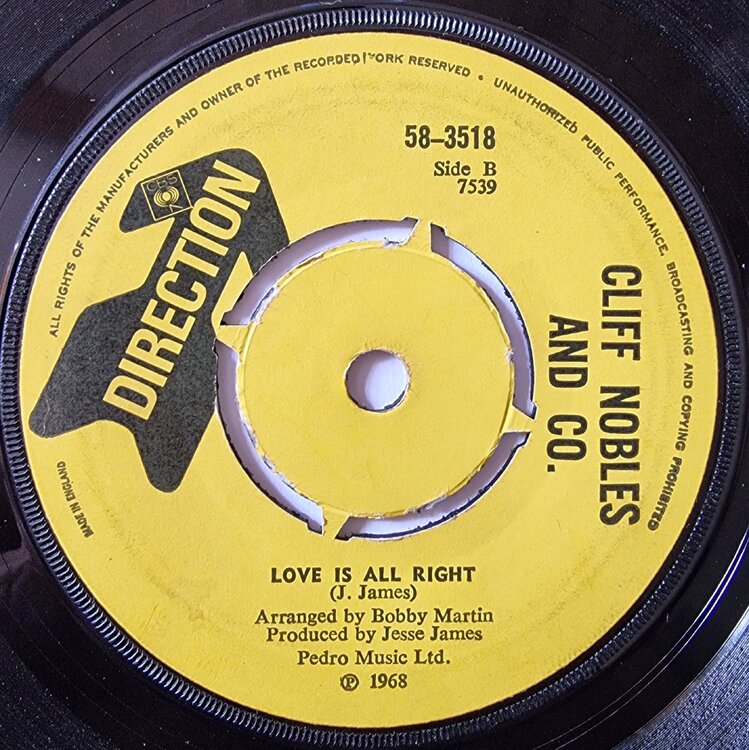 ALL RIGHTS OF THE MANUFACTURERS AND OWNER OF THE RECORDED WORK RESERVED • UNAUTHORIZED PUBLIC PERFORMANCE, BROADCASTING AND COPYING PROHIBITED
58–3518
Side B
7539
CBS
DIRECTION
CLIFF NOBLES
AND CO.
MADE IN ENGLAND
LOVE IS ALL RIGHT
(J. James)
Arranged by Bobby Martin
Produced by Jesse James
Pedro Music Ltd.
℗ 1968